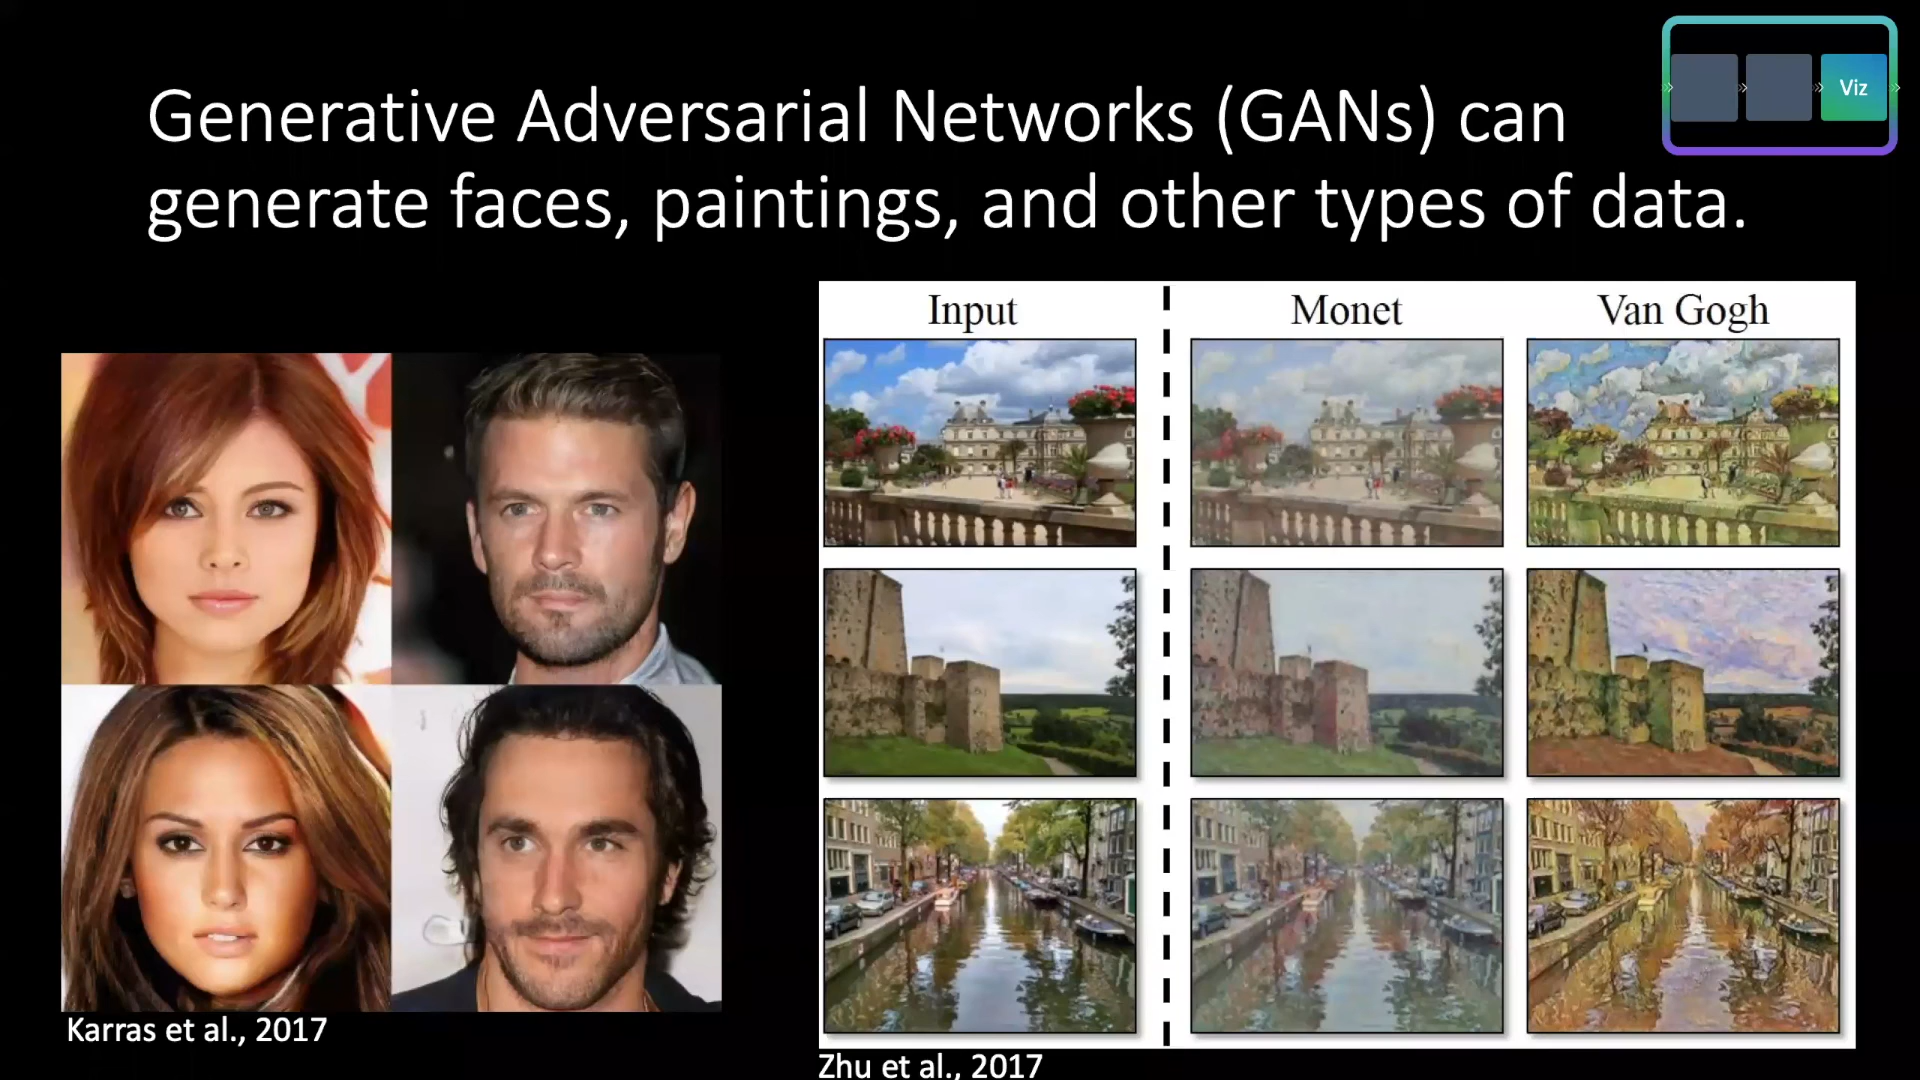 Generative Adversarial Networks (GANs) can
generate faces, paintings, and other types of data.
Viz
Input
Monet
Van Gogh
Karras et al., 2017
Zhu et al., 2017